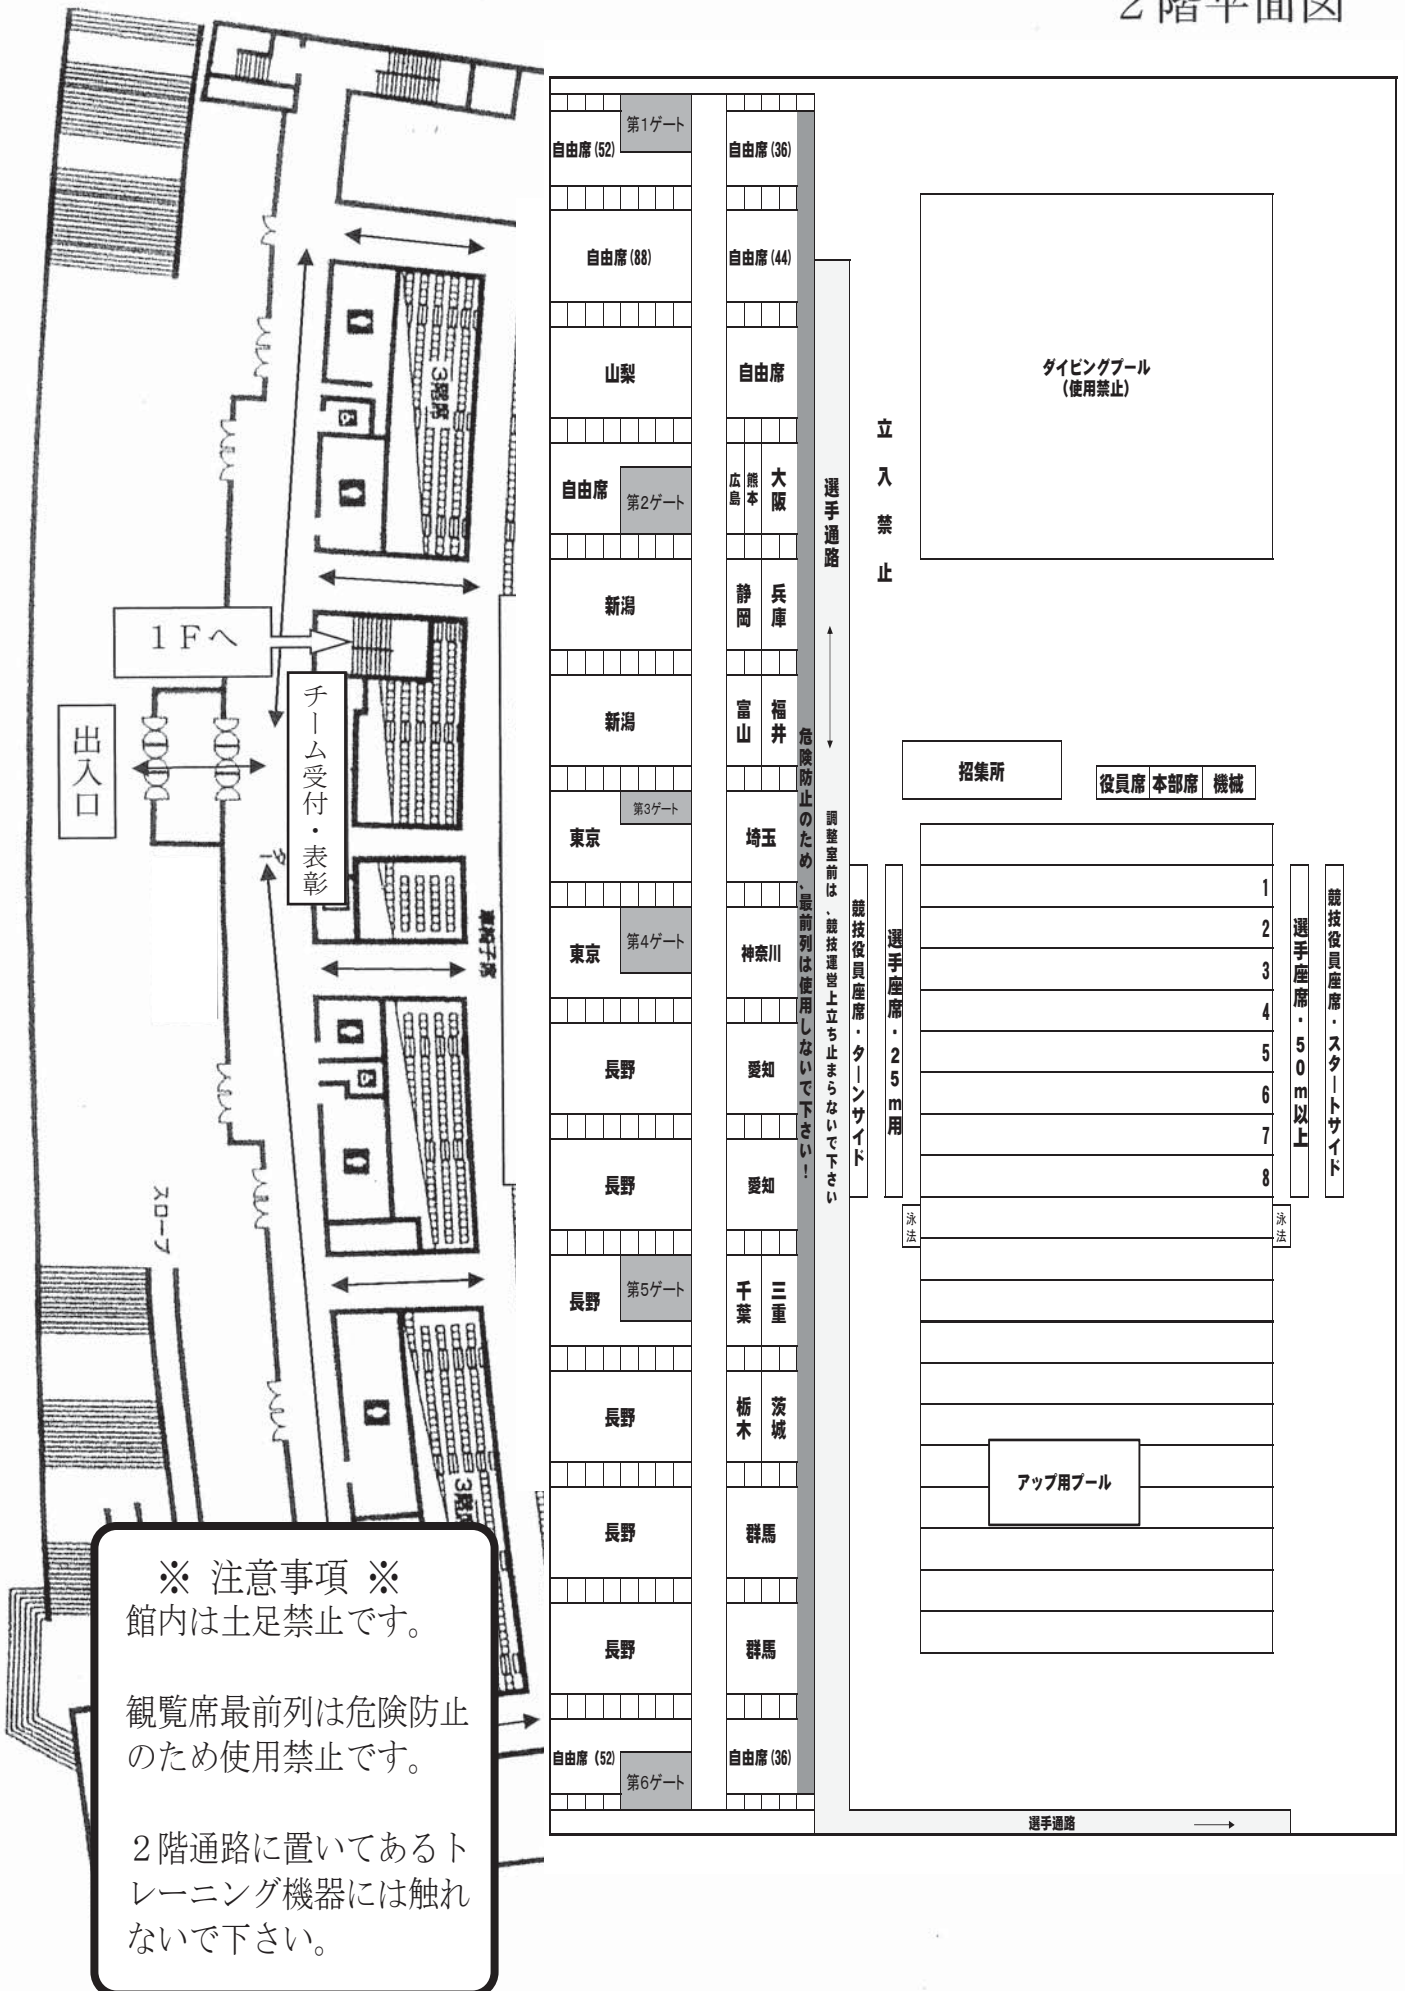 ２階平面図
第1ゲート
自由席(52)
自由席(36)
自由席(88)
自由席(44)
山梨
自由席
自由席
第2ゲート
広島
熊本
大阪
新潟
静岡
兵庫
新潟
富山
福井
第3ゲート
東京
埼玉
東京
第4ゲート
神奈川
長野
愛知
長野
愛知
長野
第5ゲート
千葉
三重
長野
栃木
茨城
長野
群馬
長野
群馬
自由席(52)
第6ゲート
自由席(36)
危険防止のため、最前列は使用しないで下さい！
選手通路
調整室前は、競技運営上立ち止まらないで下さい
立入禁止
ダイビングプール
(使用禁止)
招集所
役員席
本部席
機械
競技役員座席・ターンサイド
選手座席・25m用
1
2
3
4
5
6
7
8
選手座席・50m以上
競技役員座席・スタートサイド
泳法
泳法
アップ用プール
選手通路
3階席
１Fへ
チーム受付・表彰
出入口
車椅子席
スロープ
※ 注意事項 ※
館内は土足禁止です。
観覧席最前列は危険防止
のため使用禁止です。
２階通路に置いてあるト
レーニング機器には触れ
ないで下さい。